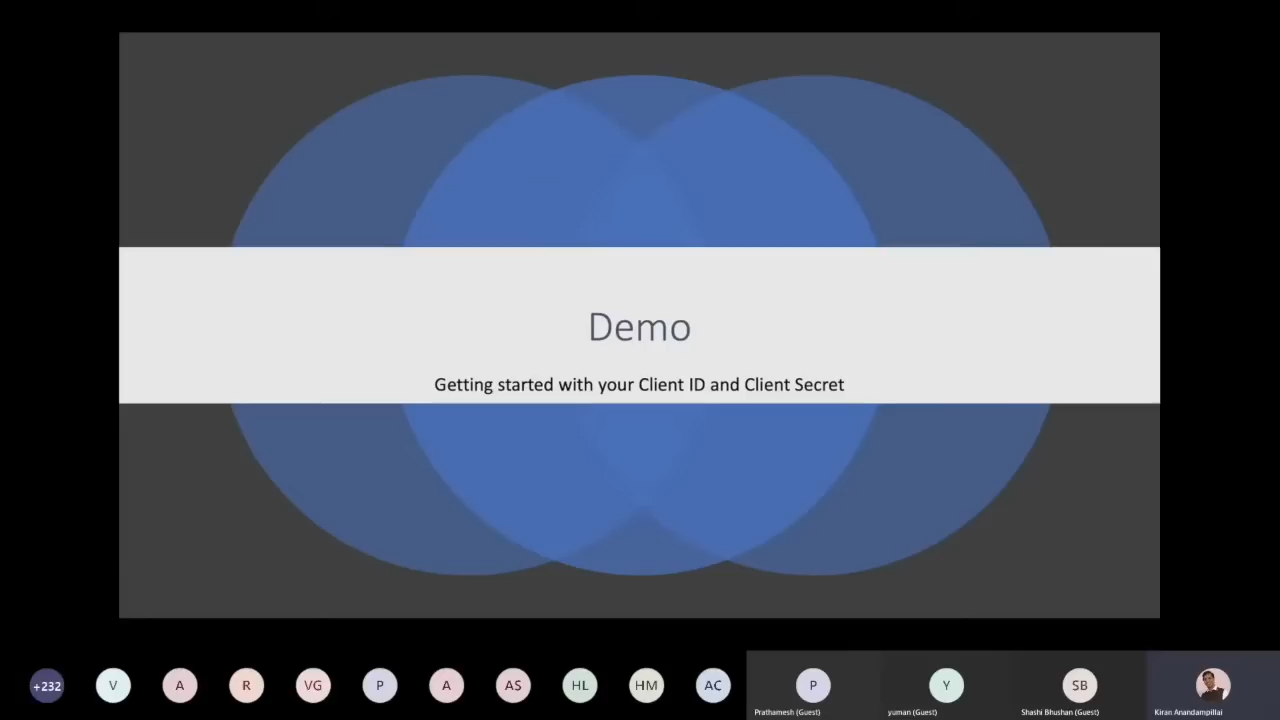 Demo
Getting started with your Client ID and Client Secret
+232
V
A
R
VG
P
A
AS
HL
HM
AC
P
Y
SB
Prathamesh (Guest)
yuman (Guest)
Shashi Bhushan (Guest)
Kiran Anandampillai